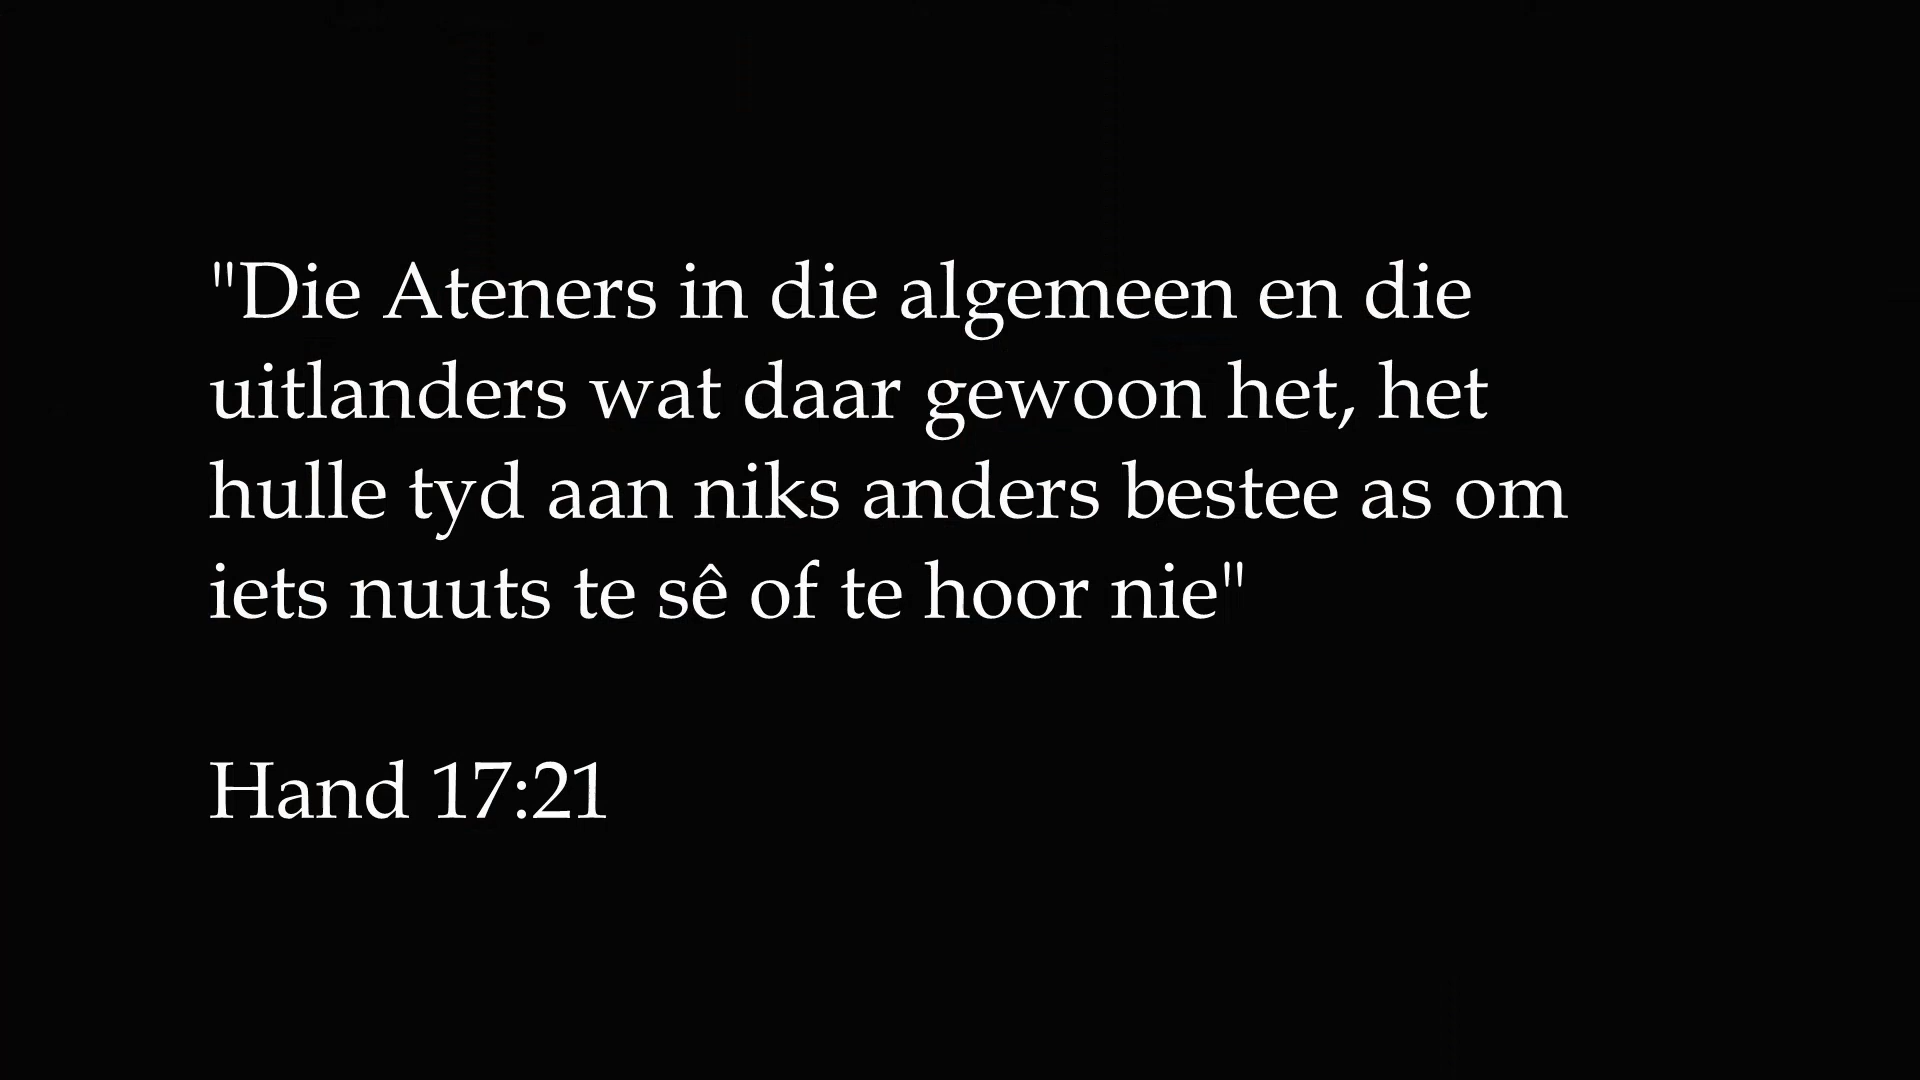 "Die Ateners in die algemeen en die
uitlanders wat daar gewoon het, het
hulle tyd aan niks anders bestee as om
iets nuuts te sê of te hoor nie"
Hand 17:21